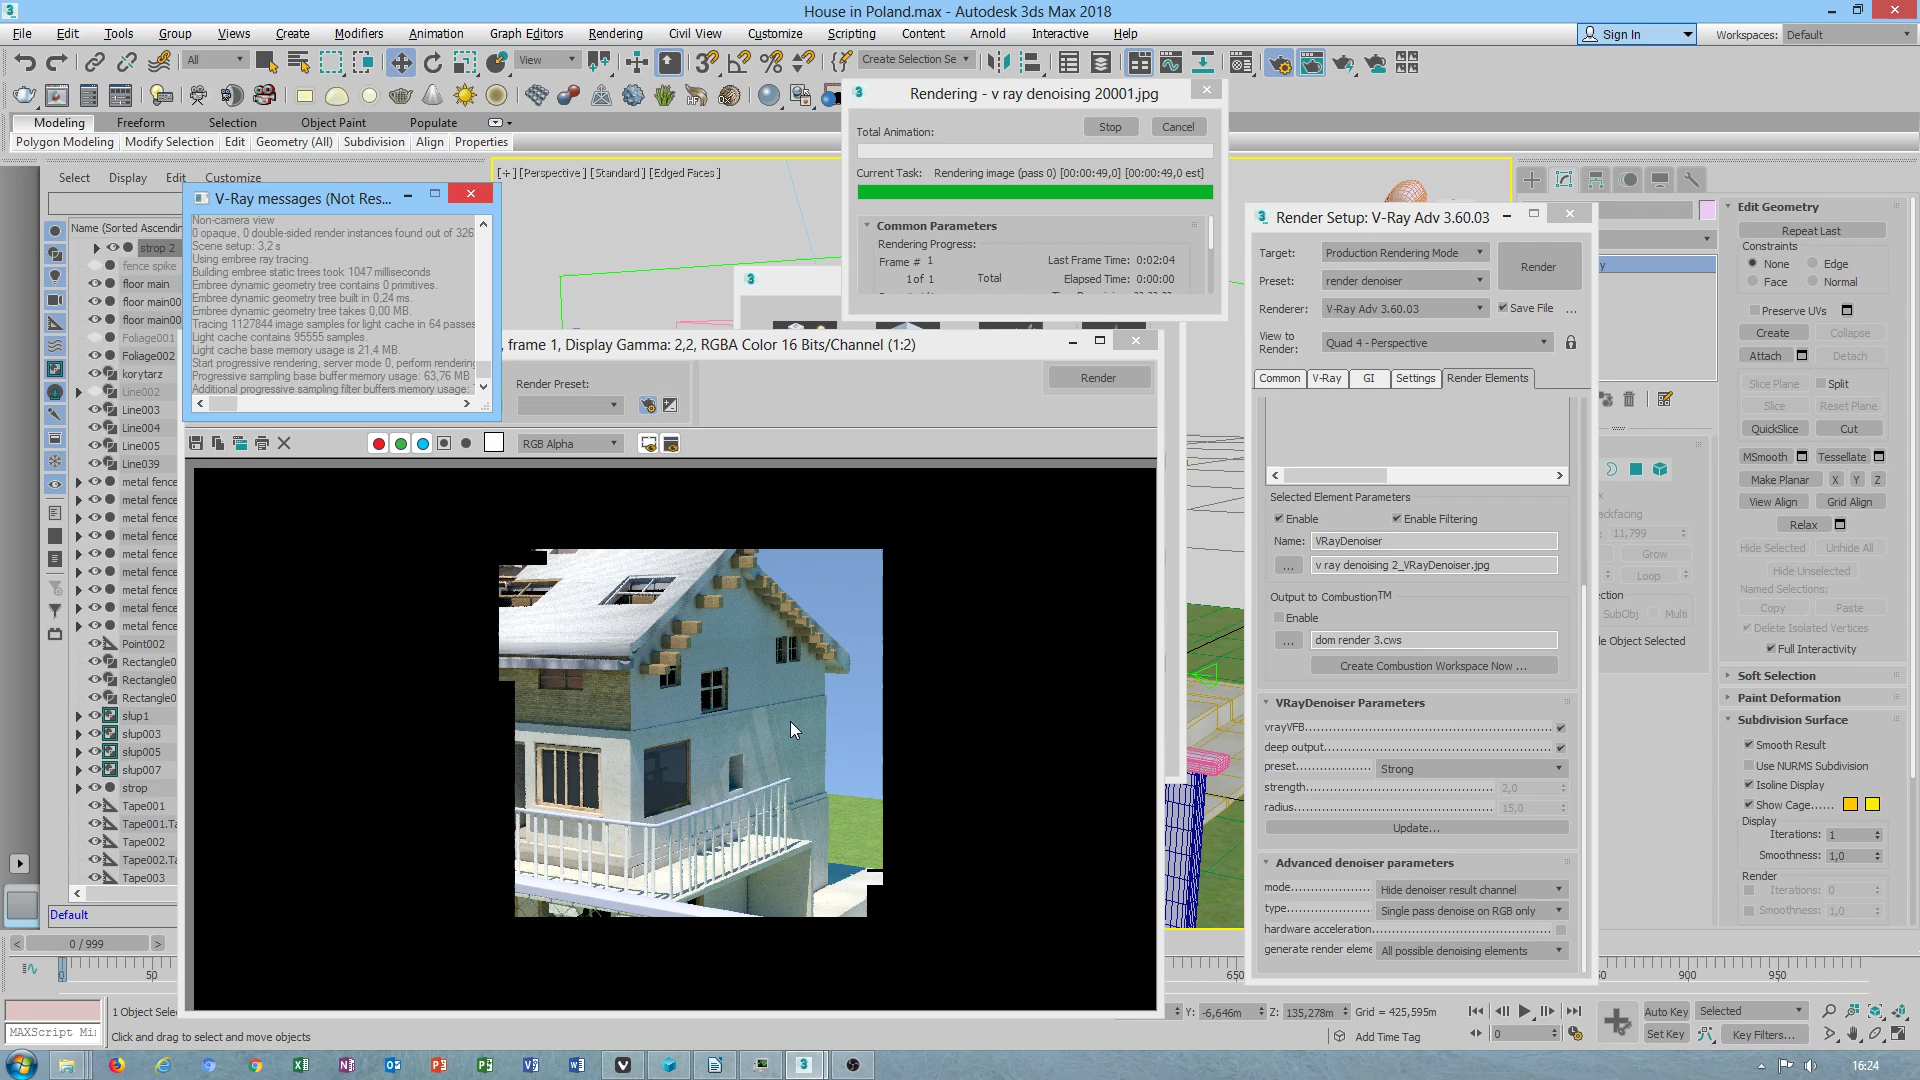 House in Poland.max - Autodesk 3ds Max 2018
File Edit Tools Group Views Create Modifiers Animation Graph Editors Rendering Civil View Customize Scripting Content Arnold Interactive Help
Sign In Workspaces: Default
All View Create Selection Se
Modeling Freeform Selection Object Paint Populate
Polygon Modeling Modify Selection Edit Geometry (All) Subdivision Align Properties
Rendering - v ray denoising 20001.jpg
Total Animation: Stop Cancel
Current Task: Rendering image (pass 0) [00:00:49,0] [00:00:49,0 est]
Common Parameters
Rendering Progress:
Frame # 1 Last Frame Time: 0:02:04
1 of 1 Total Elapsed Time: 0:00:00
[+] [Perspective] [Standard] [Edged Faces]
Select Display Edit Customize
Name (Sorted Ascendin
strop 2
fence spike
floor main
floor main00
floor main00
Foliage001
Foliage002
korytarz
Line002
Line003
Line004
Line005
Line039
metal fence
metal fence
metal fence
metal fence
metal fence
metal fence
metal fence
metal fence
metal fence
Point002
Rectangle0
Rectangle0
Rectangle0
słup1
słup003
słup005
słup007
strop
Tape001
Tape001.Ta
Tape002
Tape002.Ta
Tape003
Default
0 / 999
V-Ray messages (Not Res...
Non-camera view
0 opaque, 0 double-sided render instances found out of 326
Scene setup: 3,2 s
Using embree ray tracing.
Building embree static trees took 1047 milliseconds
Embree dynamic geometry tree contains 0 primitives.
Embree dynamic geometry tree built in 0,24 ms.
Embree dynamic geometry tree takes 0,00 MB.
Tracing 1127844 image samples for light cache in 64 passes
Light cache contains 95555 samples.
Light cache base memory usage is 21,4 MB.
Start progressive rendering, server mode 0, perform rendering
Progressive sampling base buffer memory usage: 63,76 MB
Additional progressive sampling filter buffers memory usage:
, frame 1, Display Gamma: 2,2, RGBA Color 16 Bits/Channel (1:2)
Render Preset: Render
RGB Alpha
Render Setup: V-Ray Adv 3.60.03
Target: Production Rendering Mode
Render
Preset: render denoiser
Renderer: V-Ray Adv 3.60.03 Save File ...
View to Render: Quad 4 - Perspective
Common V-Ray GI Settings Render Elements
Selected Element Parameters
Enable Enable Filtering
Name: VRayDenoiser
... v ray denoising 2_VRayDenoiser.jpg
Output to Combustion™
Enable
... dom render 3.cws
Create Combustion Workspace Now ...
VRayDenoiser Parameters
vrayVFB
deep output
preset Strong
strength 2,0
radius 15,0
Update...
Advanced denoiser parameters
mode Hide denoiser result channel
type Single pass denoise on RGB only
hardware acceleration
generate render eleme All possible denoising elements
Edit Geometry
Repeat Last
Constraints
None Edge
Face Normal
Preserve UVs
Create Collapse
Attach Detach
Slice Plane Split
Slice Reset Plane
QuickSlice Cut
MSmooth Tessellate
Make Planar X Y Z
View Align Grid Align
Relax
Hide Selected Unhide All
Hide Unselected
Named Selections:
Copy Paste
Delete Isolated Vertices
Full Interactivity
Soft Selection
Paint Deformation
Subdivision Surface
Smooth Result
Use NURMS Subdivision
Isoline Display
Show Cage......
Display
Iterations: 1
Smoothness: 1,0
Render
Iterations: 0
Smoothness: 1,0
ackfacing
11,799
Grow
Loop
ection
SubObj Multi
le Object Selected
0 50 650 900 950
1 Object Sele
MAXScript Mi
Click and drag to select and move objects
Y: -6,646m Z: 135,278m Grid = 425,595m
Add Time Tag
0
Auto Key Selected
Set Key Key Filters...
16:24